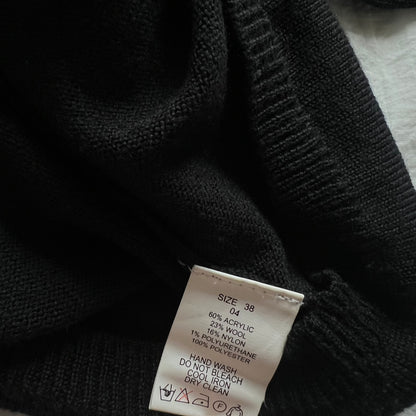 SIZE 38
04
60% ACRYLIC
23% WOOL
16% NYLON
1% POLYURETHANE
100% POLYESTER
HAND WASH
DO NOT BLEACH
COOL IRON
DRY CLEAN